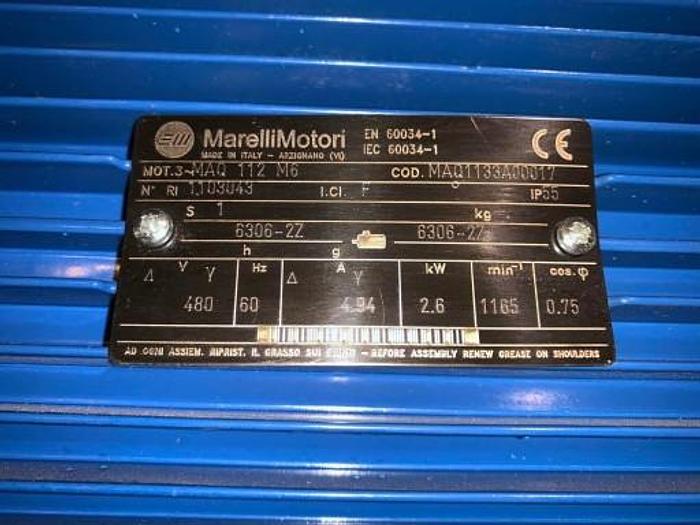 MarelliMotori EN 60034-1
MADE IN ITALY - ARZIGNANO (VI) IEC 60034-1 CE
MOT.3~ MAQ 112 M6 COD. MAQ1133A00017
N° RI 1103043 I.CL F IP55
S 1 kg
6306-2Z 6306-2Z
h g
Δ V Y Hz Δ A Y kW min⁻¹ cos.φ
480 60 4.94 2.6 1165 0.75
AD OGNI ASSIEM. RIPRIST. IL GRASSO SUI - BEFORE ASSEMBLY RENEW GREASE ON SHOULDERS